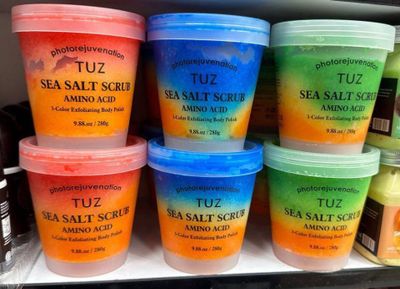 photorejuvenation
TUZ
SEA SALT SCRUB
AMINO ACID
3-Color Exfoliating Body Polish
9.88.oz / 280g
photorejuvenation
TUZ
SEA SALT SCRUB
AMINO ACID
3-Color Exfoliating Body Polish
9.88.oz / 280g
photorejuvenation
TUZ
SEA SALT SCRUB
AMINO ACID
3-Color Exfoliating Body Polish
9.88.oz / 280g
photorejuvenation
TUZ
SEA SALT SCRUB
AMINO ACID
3-Color Exfoliating Body Polish
9.88.oz / 280g
photorejuvenation
TUZ
SEA SALT SCRUB
AMINO ACID
3-Color Exfoliating Body Polish
9.88.oz / 280g
photorejuvenation
TUZ
SEA SALT SCRUB
AMINO ACID
3-Color Exfoliating Body Polish
9.88.oz / 280g